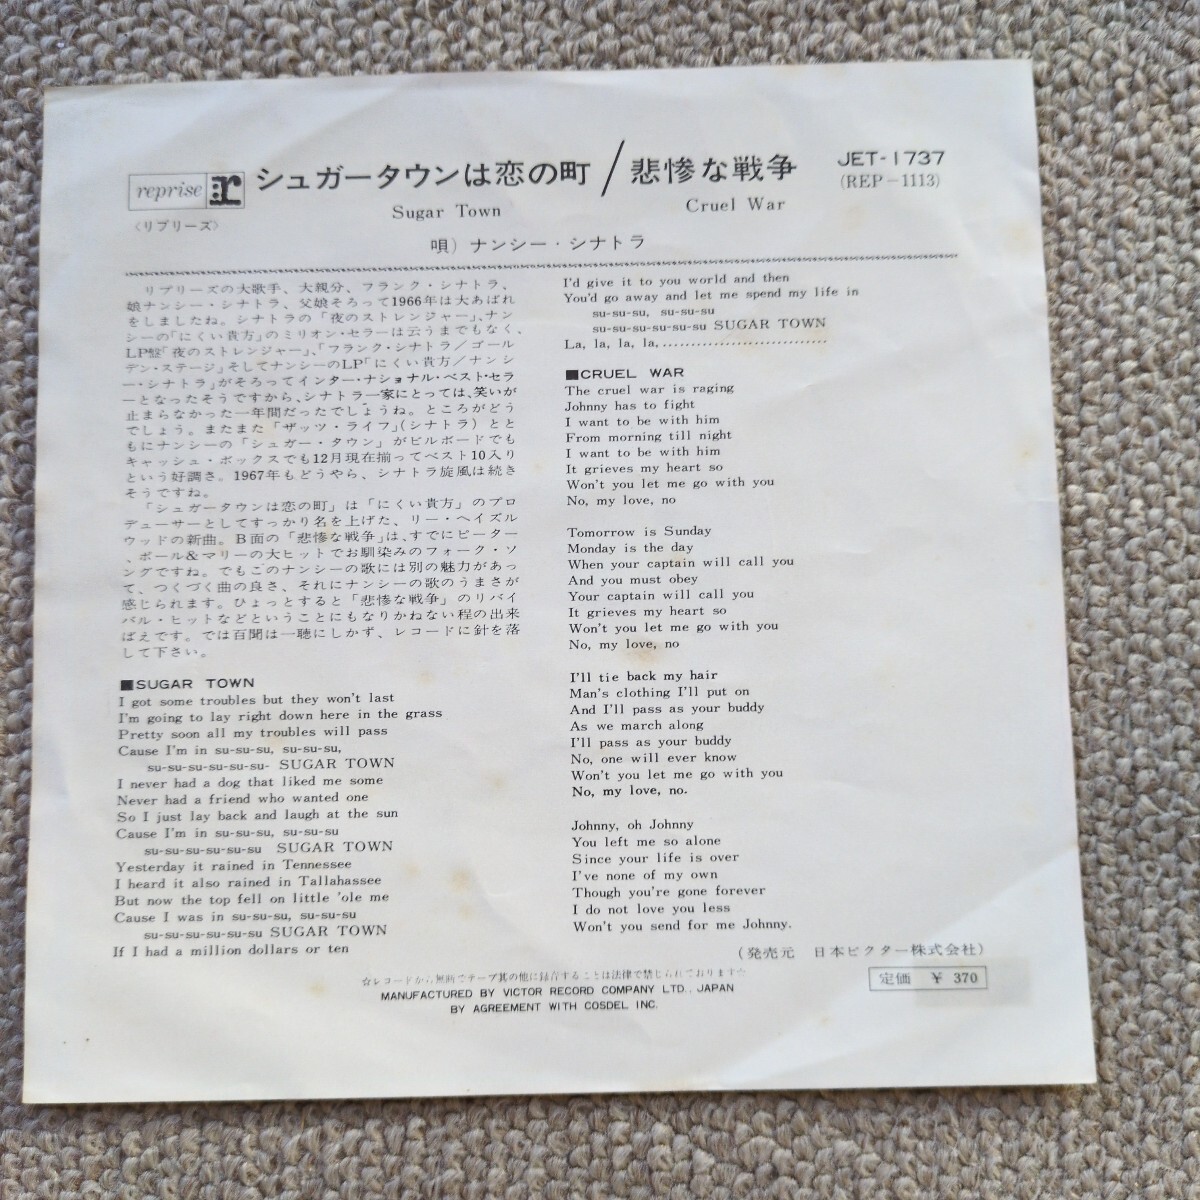 reprise r
〈リプリーズ〉
シュガータウンは恋の町/悲惨な戦争
Sugar Town
Cruel War
JET-1737
(REP-1113)
唄) ナンシー・シナトラ
リプリーズの大歌手、大親分、フランク・シナトラ、
娘ナンシー・シナトラ、父娘そろって1966年は大あばれ
をしましたね。シナトラの「夜のストレンジャー」、ナン
シーの「にくい貴方」のミリオン・セラーは云うまでもなく、
LP盤「夜のストレンジャー」、「フランク・シナトラ/ゴール
デン・ステージ」そしてナンシーのLP「にくい貴方/ナンシ
ー・シナトラ」がそろってインター・ナショナル・ベスト・セラ
ーとなったそうですから、シナトラ一家にとっては、笑いが
止まらなかった一年間だったでしょうね。ところがどう
でしょう。またまた「ザッツ・ライフ」(シナトラ)とと
もにナンシーの「シュガー・タウン」がビルボードでも
キャッシュ・ボックスでも12月現在揃ってベスト10入り
という好調さ。1967年もどうやら、シナトラ旋風は続き
そうですね。
「シュガータウンは恋の町」は「にくい貴方」のプロ
デューサーとしてすっかり名を上げた、リー・ヘイズル
ウッドの新曲。B面の「悲惨な戦争」は、すでにピーター
、ポール&マリーの大ヒットでお馴染みのフォーク・ソ
ングですね。でもこのナンシーの歌には別の魅力があっ
て、つくづく曲の良さ、それにナンシーの歌のうまさが
感じられます。ひょっとすると「悲惨な戦争」のリバイ
バル・ヒットなどということにもなりかねない程の出来
ばえです。では百聞は一聴にしかず、レコードに針を落
して下さい。
■SUGAR TOWN
I got some troubles but they won't last
I'm going to lay right down here in the grass
Pretty soon all my troubles will pass
Cause I'm in su-su-su, su-su-su,
su-su-su-su-su-su- SUGAR TOWN
I never had a dog that liked me some
Never had a friend who wanted one
So I just lay back and laugh at the sun
Cause I'm in su-su-su, su-su-su
su-su-su-su-su-su SUGAR TOWN
Yesterday it rained in Tennessee
I heard it also rained in Tallahassee
But now the top fell on little 'ole me
Cause I was in su-su-su, su-su-su
su-su-su-su-su-su SUGAR TOWN
If I had a million dollars or ten
I'd give it to you world and then
You'd go away and let me spend my life in
su-su-su, su-su-su
su-su-su-su-su-su SUGAR TOWN
La, la, la, la, ..............................
■CRUEL WAR
The cruel war is raging
Johnny has to fight
I want to be with him
From morning till night
I want to be with him
It grieves my heart so
Won't you let me go with you
No, my love, no
Tomorrow is Sunday
Monday is the day
When your captain will call you
And you must obey
Your captain will call you
It grieves my heart so
Won't you let me go with you
No, my love, no
I'll tie back my hair
Man's clothing I'll put on
And I'll pass as your buddy
As we march along
I'll pass as your buddy
No, one will ever know
Won't you let me go with you
No, my love, no.
Johnny, oh Johnny
You left me so alone
Since your life is over
I've none of my own
Though you're gone forever
I do not love you less
Won't you send for me Johnny.
(発売元 日本ビクター株式会社)
☆レコードから無断でテープ其の他に録音することは法律で禁じられております☆
定価 ¥ 370
MANUFACTURED BY VICTOR RECORD COMPANY LTD., JAPAN
BY AGREEMENT WITH COSDEL INC.